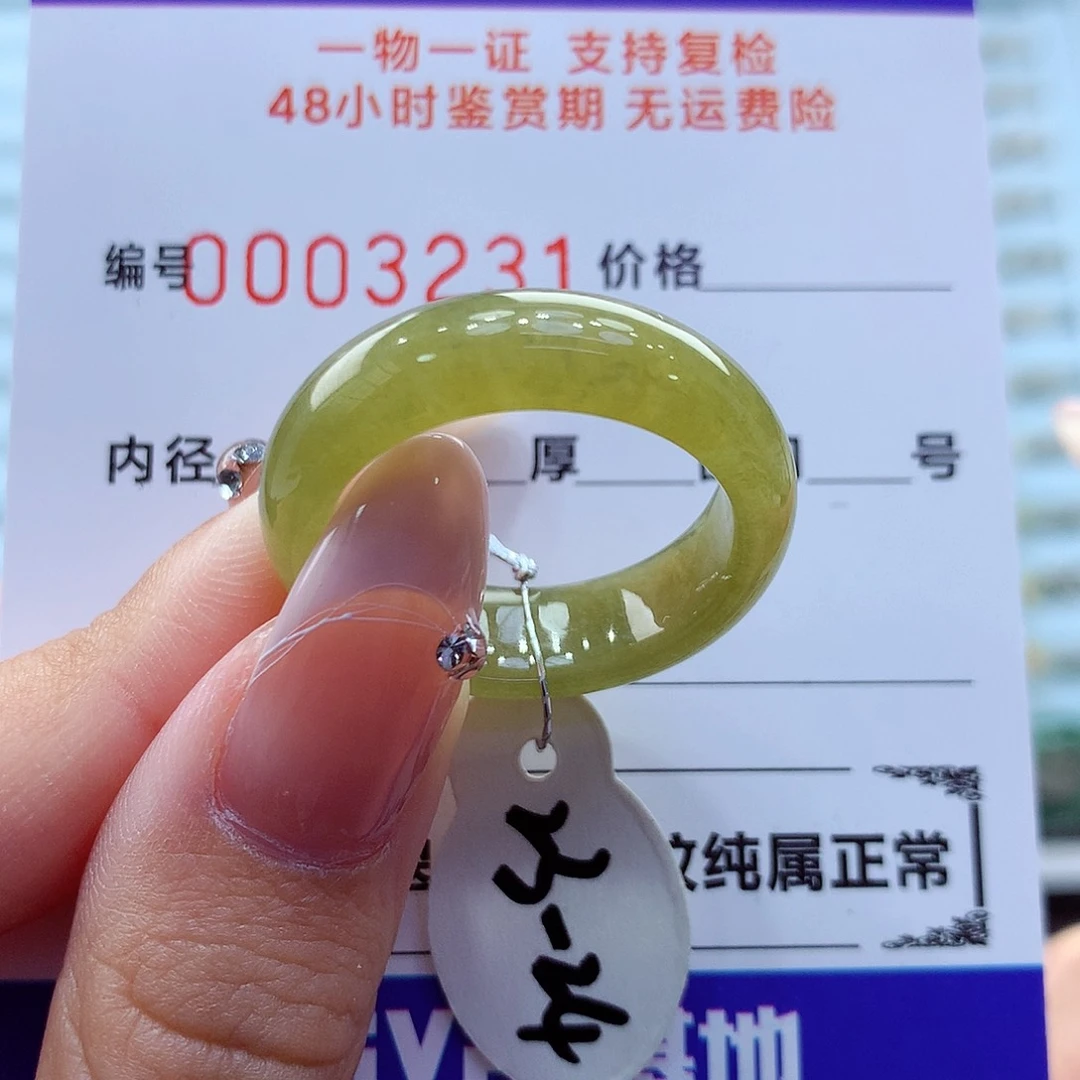 一物一证 支持复检
48小时鉴赏期 无运费险
编号0003231 价格
内径 厚 号
纹纯属正常
基地